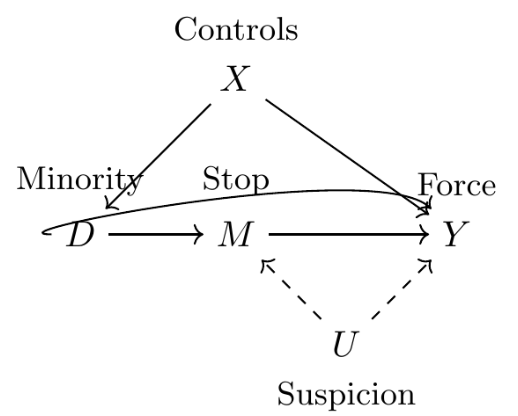 Controls
X
Minority Stop Force
D M Y
U
Suspicion